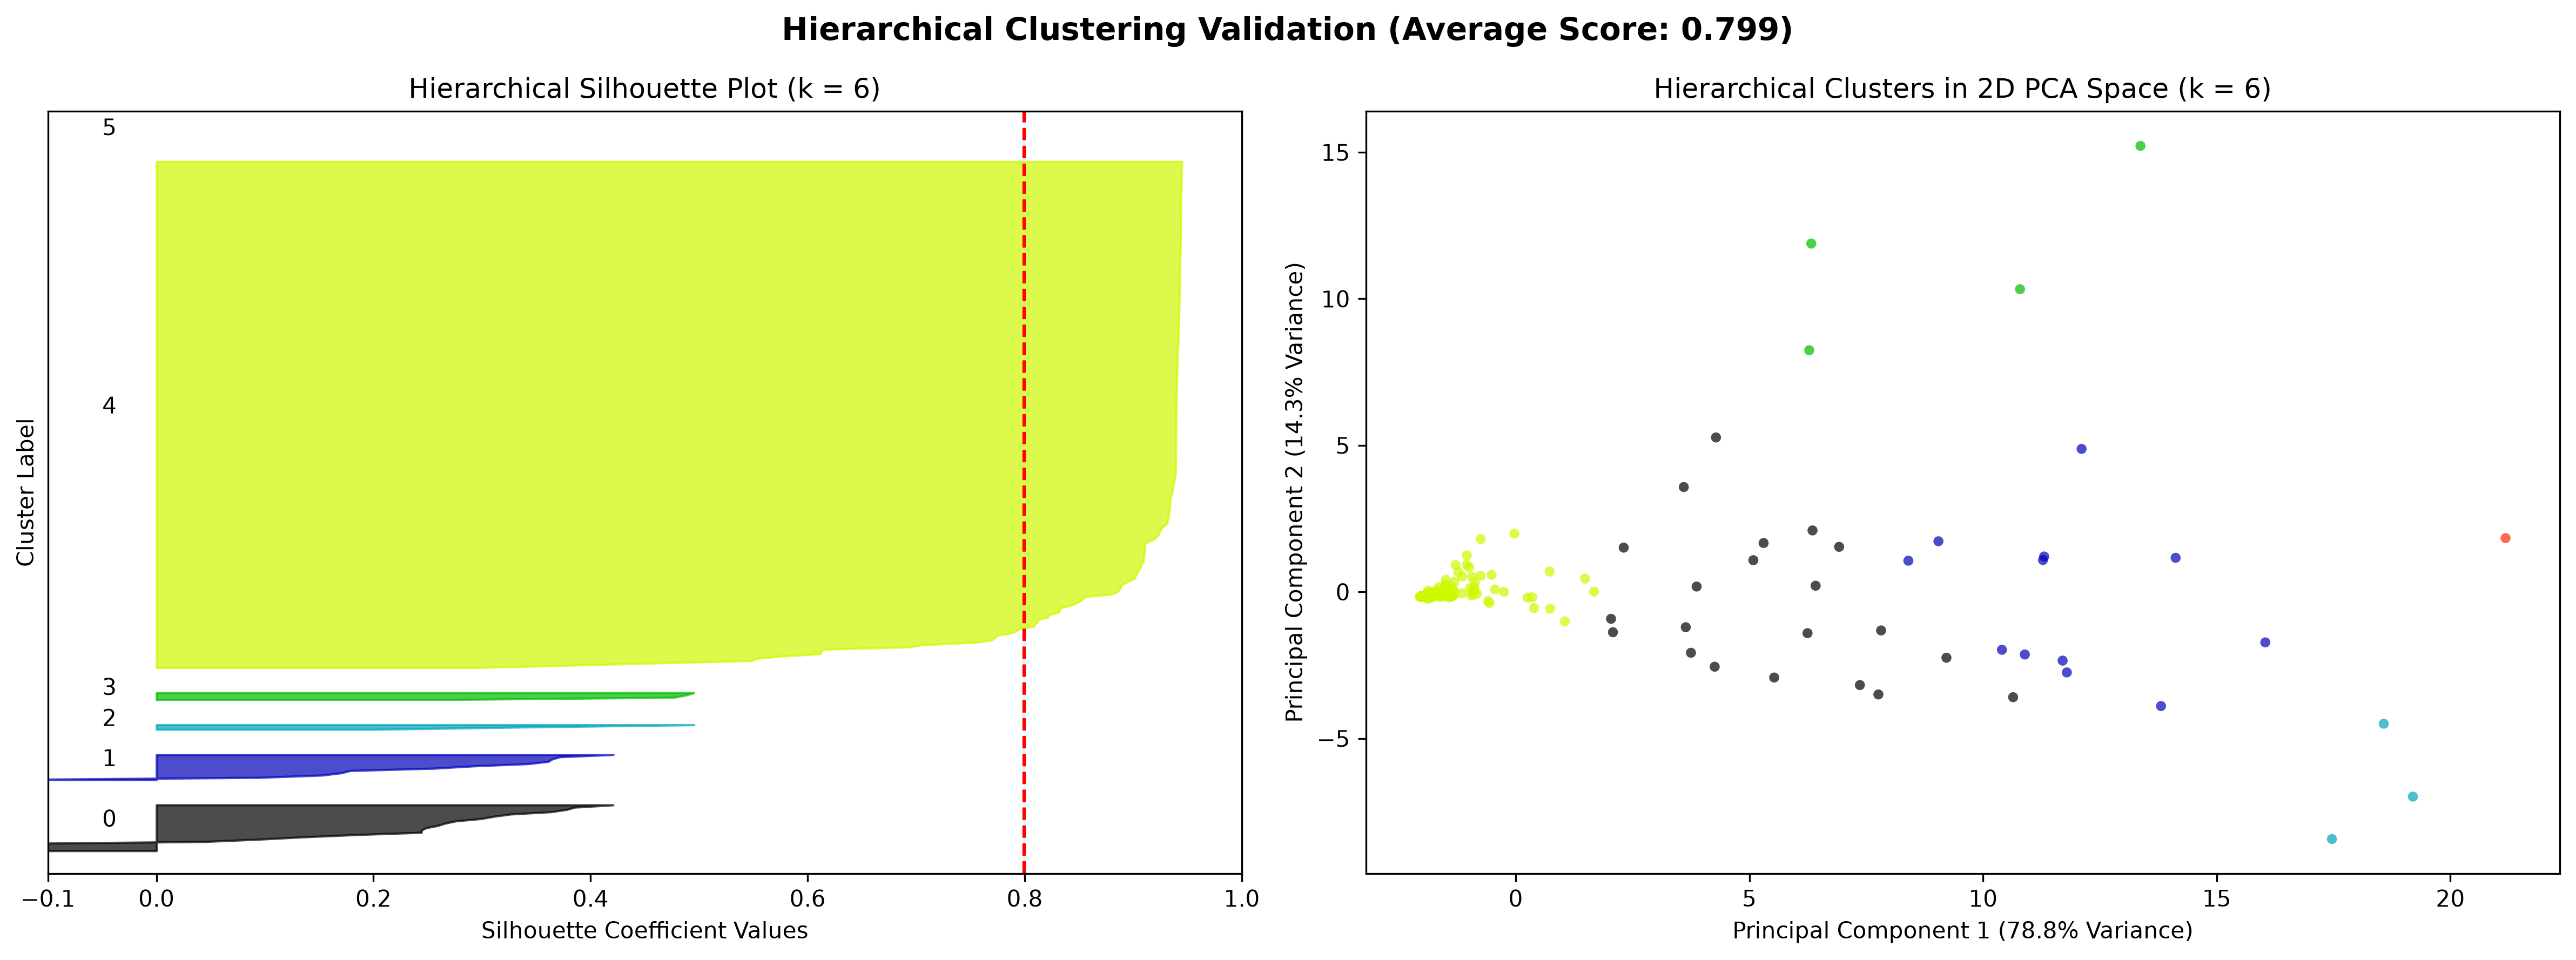 Hierarchical Clustering Validation (Average Score: 0.799)
Hierarchical Silhouette Plot (k = 6)
5
4
3
2
1
0
Cluster Label
−0.1 0.0 0.2 0.4 0.6 0.8 1.0
Silhouette Coefficient Values
Hierarchical Clusters in 2D PCA Space (k = 6)
15
10
5
0
−5
Principal Component 2 (14.3% Variance)
0 5 10 15 20
Principal Component 1 (78.8% Variance)